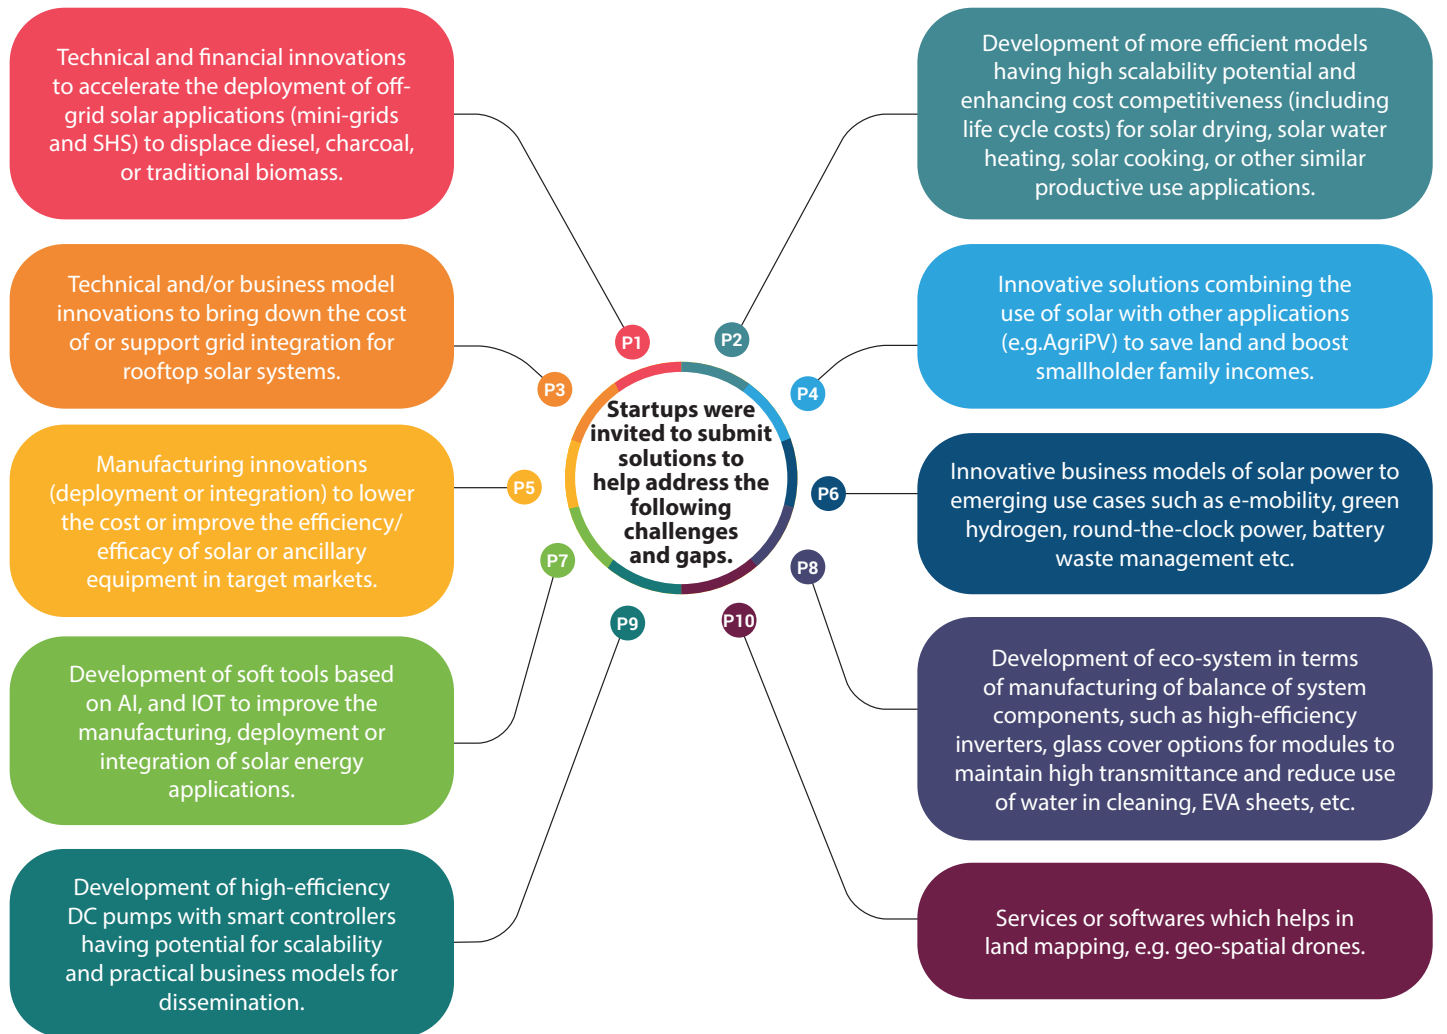 Technical and financial innovations
to accelerate the deployment of off-
grid solar applications (mini-grids
and SHS) to displace diesel, charcoal,
or traditional biomass.
Development of more efficient models
having high scalability potential and
enhancing cost competitiveness (including
life cycle costs) for solar drying, solar water
heating, solar cooking, or other similar
productive use applications.
Technical and/or business model
innovations to bring down the cost
of or support grid integration for
rooftop solar systems.
Innovative solutions combining the
use of solar with other applications
(e.g.AgriPV) to save land and boost
smallholder family incomes.
P1
P2
P3
P4
Startups were
invited to submit
solutions to
help address the
following
challenges
and gaps.
Manufacturing innovations
(deployment or integration) to lower
the cost or improve the efficiency/
efficacy of solar or ancillary
equipment in target markets.
P5
P6
Innovative business models of solar power to
emerging use cases such as e-mobility, green
hydrogen, round-the-clock power, battery
waste management etc.
P7
P8
P9
P10
Development of soft tools based
on AI, and IOT to improve the
manufacturing, deployment or
integration of solar energy
applications.
Development of eco-system in terms
of manufacturing of balance of system
components, such as high-efficiency
inverters, glass cover options for modules to
maintain high transmittance and reduce use
of water in cleaning, EVA sheets, etc.
Development of high-efficiency
DC pumps with smart controllers
having potential for scalability
and practical business models for
dissemination.
Services or softwares which helps in
land mapping, e.g. geo-spatial drones.